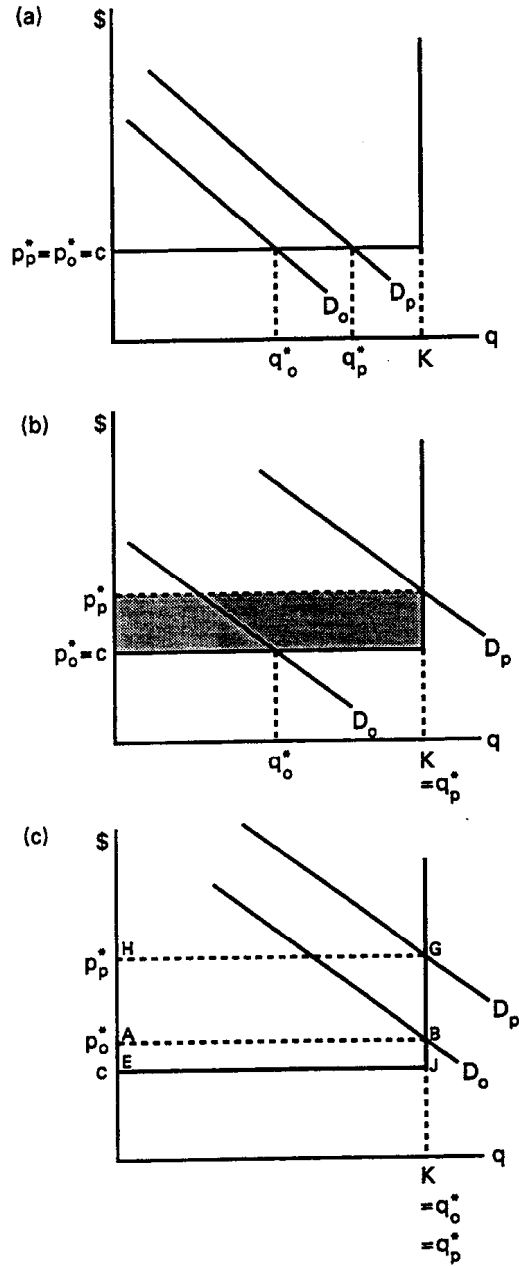 (a)
$
p*p = p*o = c
Do
Dp
q*o
q*p
K
q
(b)
$
p*p
p*o = c
Dp
Do
q*o
K
q
= q*p
(c)
$
H
G
p*p
Dp
A
B
p*o
E
J
c
Do
K
q
= q*o
= q*p